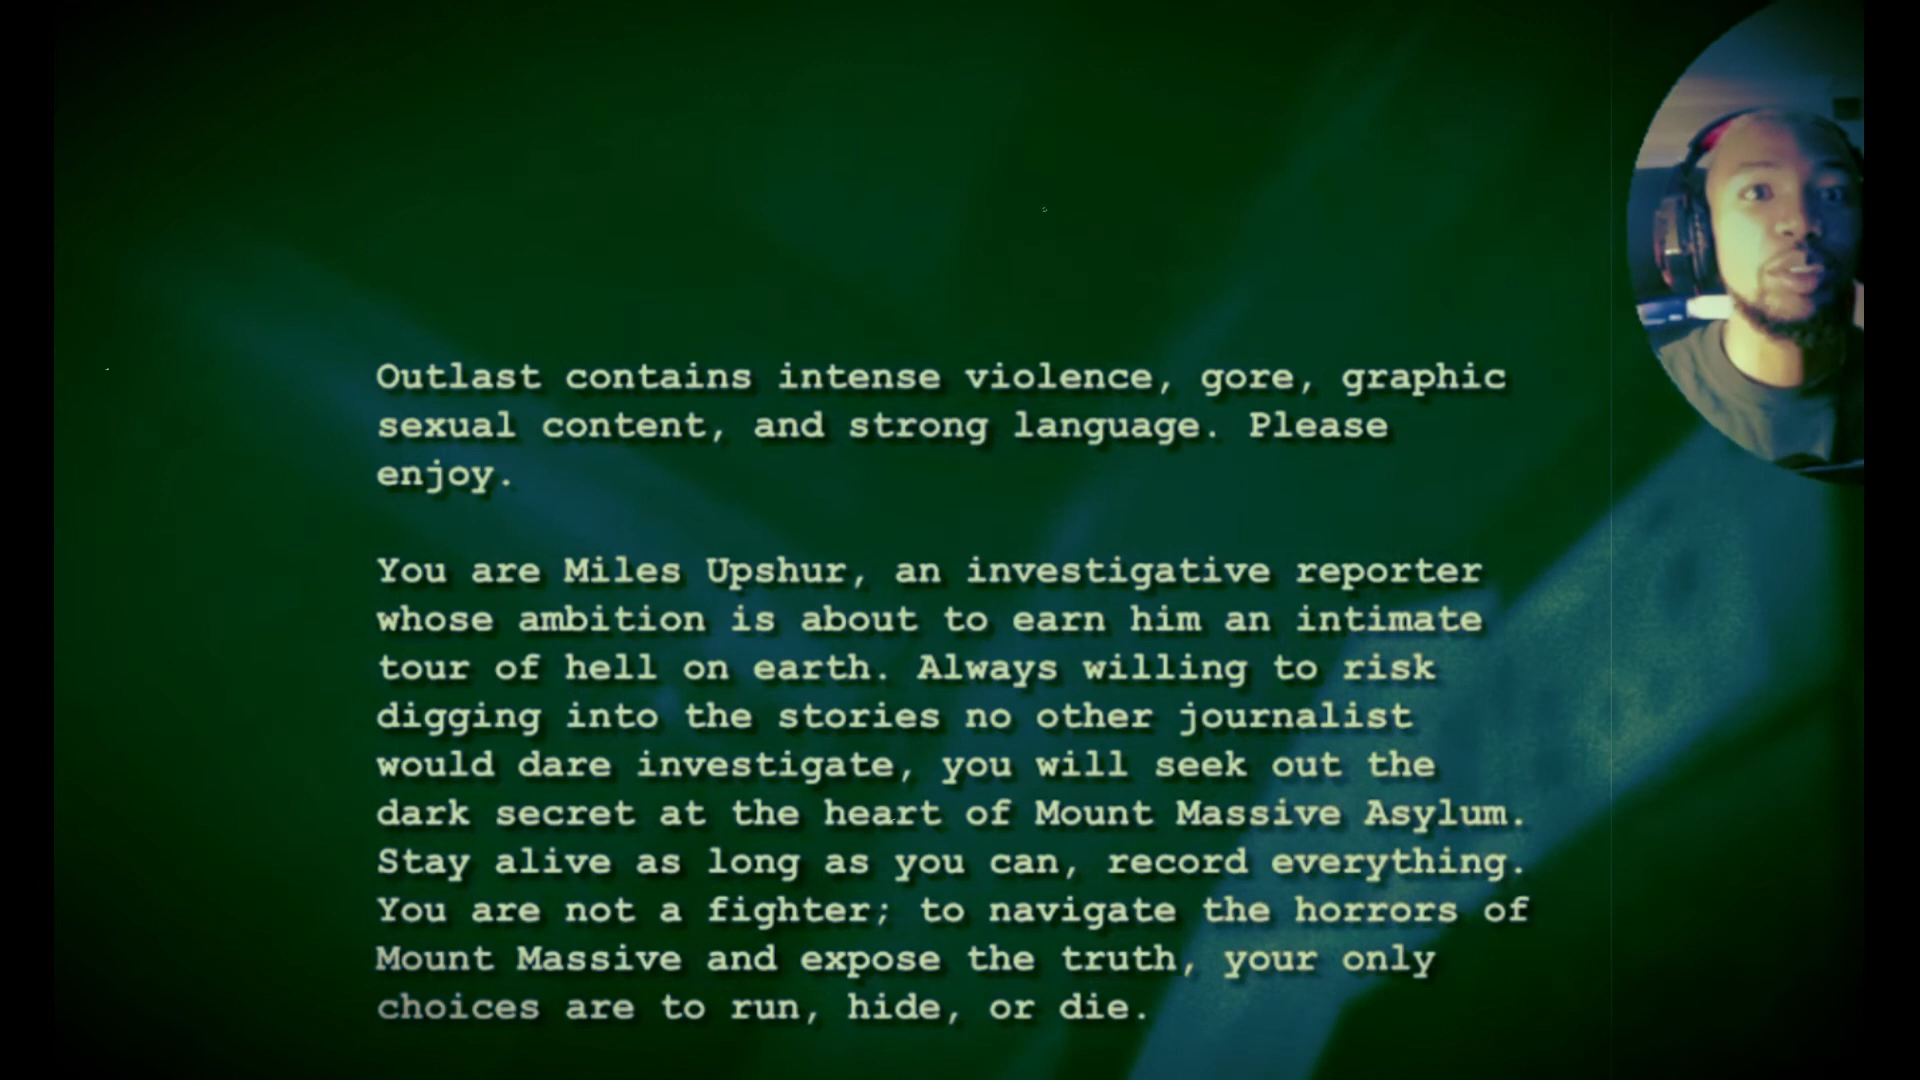 Outlast contains intense violence, gore, graphic
sexual content, and strong language. Please
enjoy.
You are Miles Upshur, an investigative reporter
whose ambition is about to earn him an intimate
tour of hell on earth. Always willing to risk
digging into the stories no other journalist
would dare investigate, you will seek out the
dark secret at the heart of Mount Massive Asylum.
Stay alive as long as you can, record everything.
You are not a fighter; to navigate the horrors of
Mount Massive and expose the truth, your only
choices are to run, hide, or die.